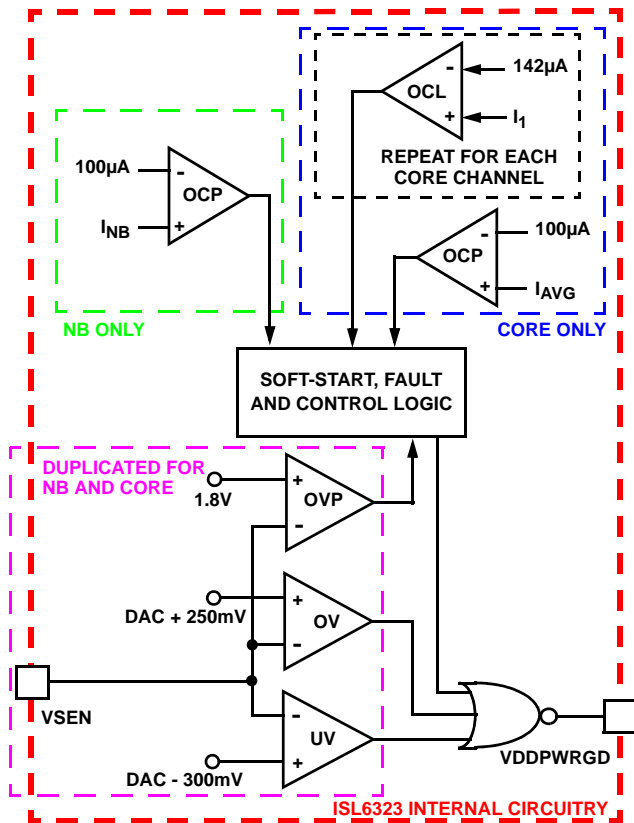 -
142µA
OCL
+
I1
REPEAT FOR EACH
CORE CHANNEL
100µA
-
OCP
INB
+
-
100µA
OCP
+
IAVG
NB ONLY
CORE ONLY
SOFT-START, FAULT
AND CONTROL LOGIC
DUPLICATED FOR
NB AND CORE
+
1.8V
OVP
-
DAC + 250mV
+
OV
-
VSEN
-
UV
+
DAC - 300mV
VDDPWRGD
ISL6323 INTERNAL CIRCUITRY